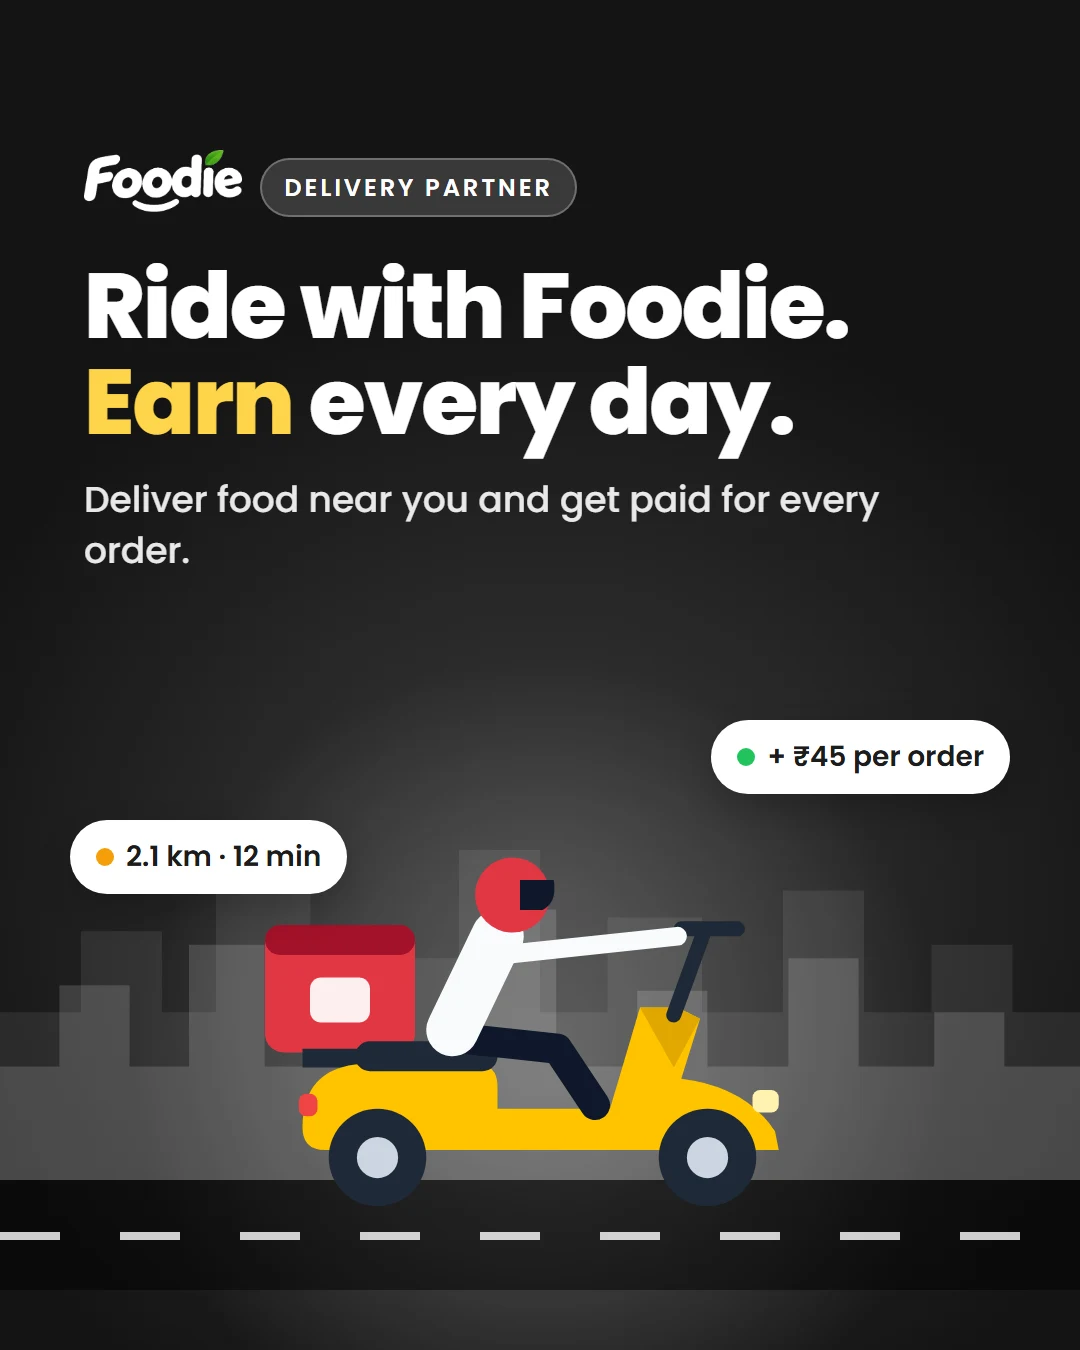 Foodie
DELIVERY PARTNER
Ride with Foodie.
Earn every day.
Deliver food near you and get paid for every
order.
+ ₹45 per order
2.1 km · 12 min